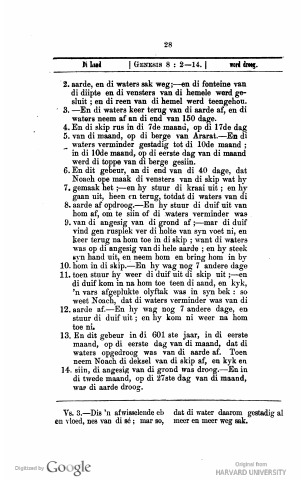 28
Di Land | GENESIS 8 : 2—14. | werd droog.
2. aarde, en di waters sak weg;—en di fonteine van
di diipte en di vensters van di hemele werd ge-
sluit ; en di reen van di hemel werd teengehou.
3. —En di waters keer terug van di aarde af, en di
waters neem af an di end van 150 dage.
4. En di skip rus in di 7de maand, op di 17de dag
5. van di maand, op di berge van Ararat.—En di
waters verminder gestadig tot di 10de maand ;
in di 10de maand, op di eerste dag van di maand
werd di toppe van di berge gesiin.
6. En dit gebeur, an di end van di 40 dage, dat
Noach ope maak di vensters van di skip wat hy
7. gemaak het ;—en hy stuur di kraai uit ; en hy
gaan uit, heen en terug, totdat di waters van di
8. aarde af opdroog.—En hy stuur di duif uit van
hom af, om te siin of di waters verminder was
9. van di angesig van di grond af ;—mar di duif
vind gen rusplek ver di holte van syn voet ni, en
keer terug na hom toe in di skip ; want di waters
was op di angesig van di hele aarde ; en hy steek
syn hand uit, en neem hom en bring hom in by
10. hom in di skip.—En hy wag nog 7 andere dage
11. toen stuur hy weer di duif uit di skip uit ;—en
di duif kom in na hom toe teen di aand, en kyk,
'n vars afgeplukte olyftak was in syn bek : so
weet Noach, dat di waters verminder was van di
12. aarde af.—En hy wag nog 7 andere dage, en
stuur di duif uit ; en hy kom ni weer na hom
toe ni.
13. En dit gebeur in di 601 ste jaar, in di eerste
maand, op di eerste dag van di maand, dat di
waters opgedroog was van di aarde af. Toen
neem Noach di deksel van di skip af, en kyk en
14. siin, di angesig van di grond was droog.—En in
di twede maand, op di 27ste dag van di maand,
was di aarde droog.
Vs. 3.—Dis 'n afwisselende eb
en vloed, nes van di sé ; mar so,
dat di water daarom gestadig al
meer en meer weg sak.
Digitized by Google
Original from
HARVARD UNIVERSITY